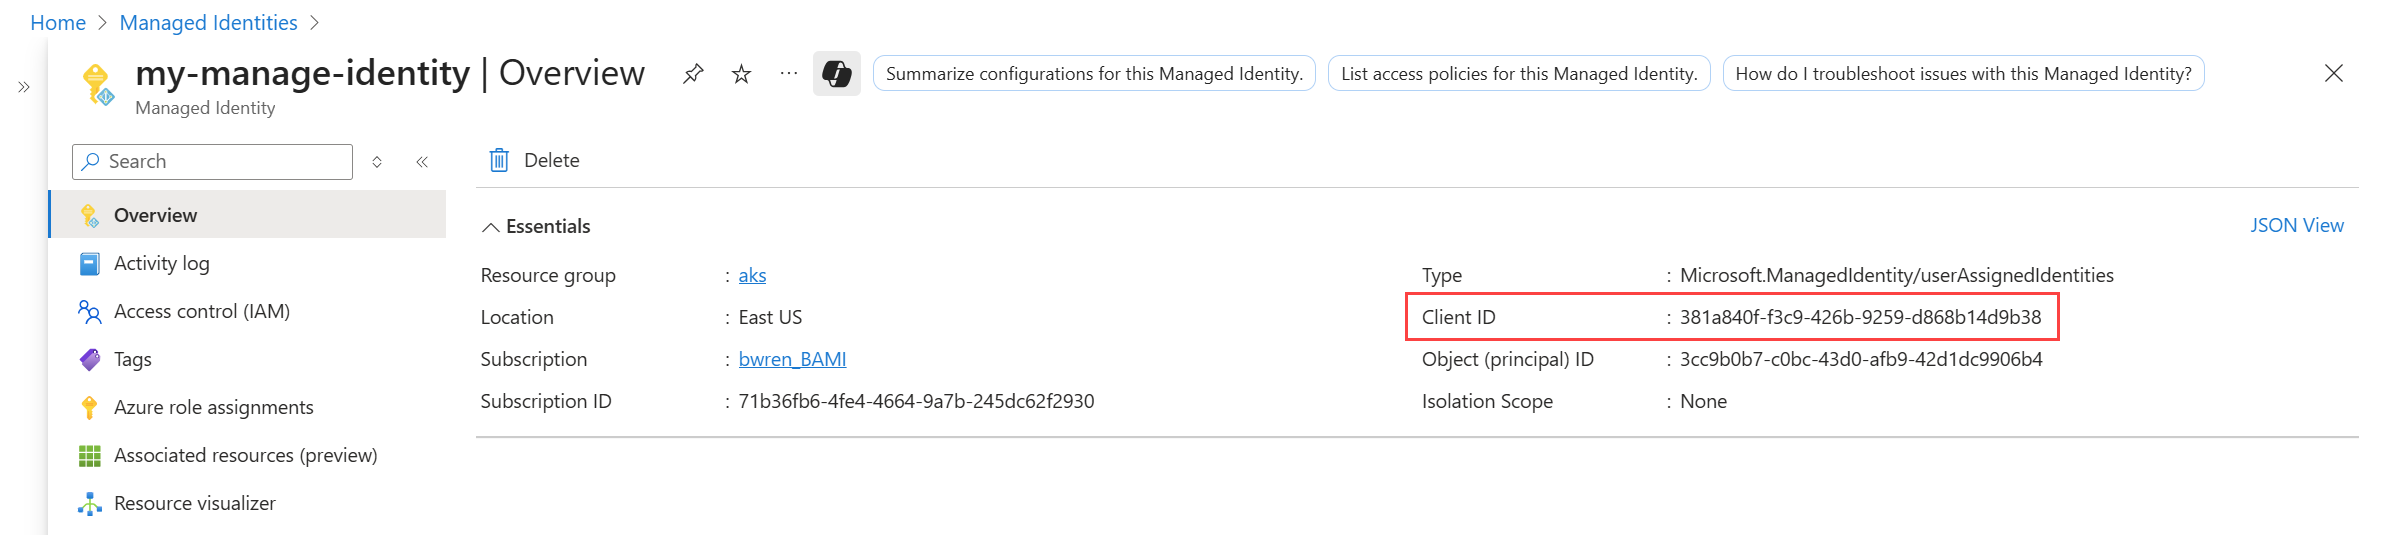 Home > Managed Identities >
my-manage-identity | Overview
Summarize configurations for this Managed Identity.
List access policies for this Managed Identity.
How do I troubleshoot issues with this Managed Identity?
Managed Identity
Search
Delete
Overview
Activity log
Access control (IAM)
Tags
Azure role assignments
Associated resources (preview)
Resource visualizer
Essentials
JSON View
Resource group : aks
Location : East US
Subscription : bwren_BAMI
Subscription ID : 71b36fb6-4fe4-4664-9a7b-245dc62f2930
Type : Microsoft.ManagedIdentity/userAssignedIdentities
Client ID : 381a840f-f3c9-426b-9259-d868b14d9b38
Object (principal) ID : 3cc9b0b7-c0bc-43d0-afb9-42d1dc9906b4
Isolation Scope : None